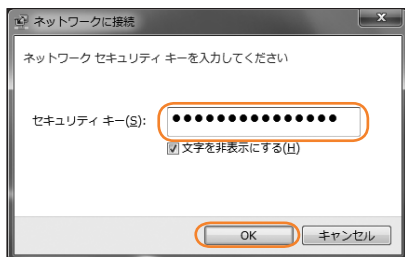 ネットワークに接続
ネットワーク セキュリティ キーを入力してください
セキュリティ キー(S): ●●●●●●●●●●●●●●●
文字を非表示にする(H)
OK キャンセル